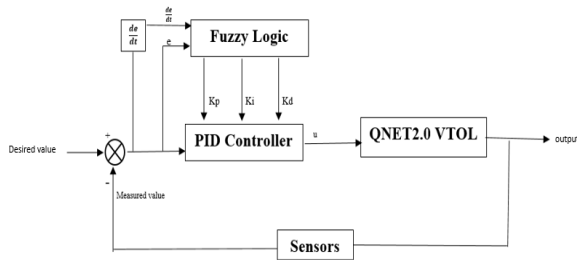 de
dt
de
dt
Fuzzy Logic
e
Kp Ki Kd
+
Desired value
PID Controller
u
QNET2.0 VTOL
output
-
Measured value
Sensors